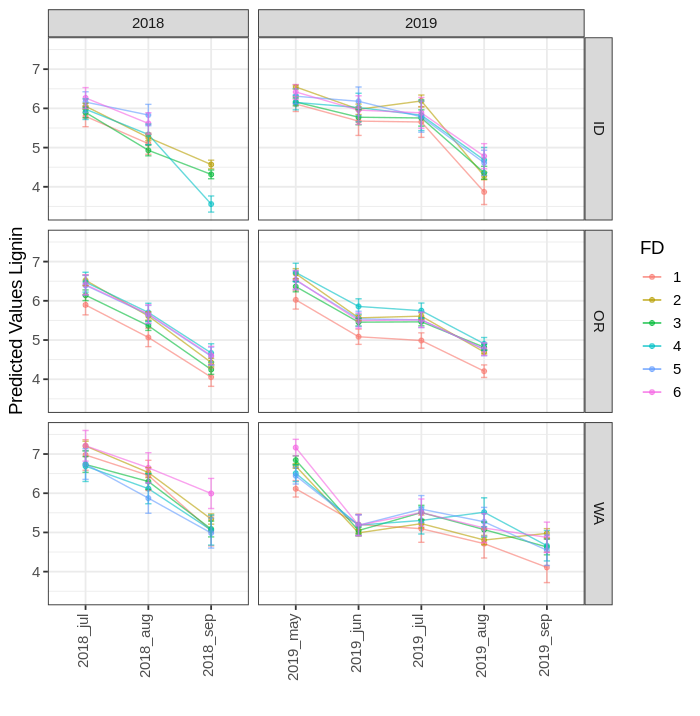 2018
2019
7
6
5
4
ID
7
6
5
4
OR
7
6
5
4
WA
Predicted Values Lignin
2018_jul
2018_aug
2018_sep
2019_may
2019_jun
2019_jul
2019_aug
2019_sep
FD
1
2
3
4
5
6